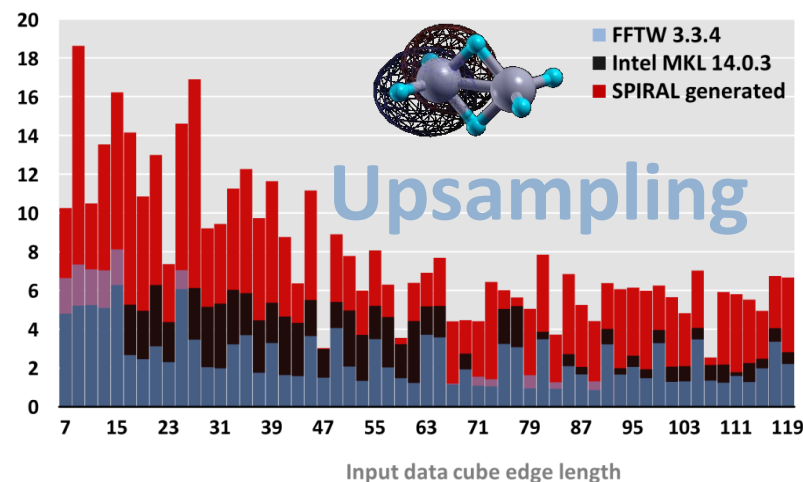 20
18
16
14
12
10
8
6
4
2
0
FFTW 3.3.4
Intel MKL 14.0.3
SPIRAL generated
Upsampling
7 15 23 31 39 47 55 63 71 79 87 95 103 111 119
Input data cube edge length